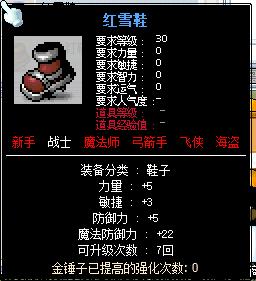 红雪鞋
要求等级 : 30
要求力量 : 0
要求敏捷 : 0
要求智力 : 0
要求运气 : 0
要求人气度 : -
道具等级 : -
道具经验值 : -
新手 战士 魔法师 弓箭手 飞侠 海盗
装备分类 : 鞋子
力量 : +5
敏捷 : +3
防御力 : +5
魔法防御力 : +22
可升级次数 : 7回
金锤子已提高的强化次数: 0